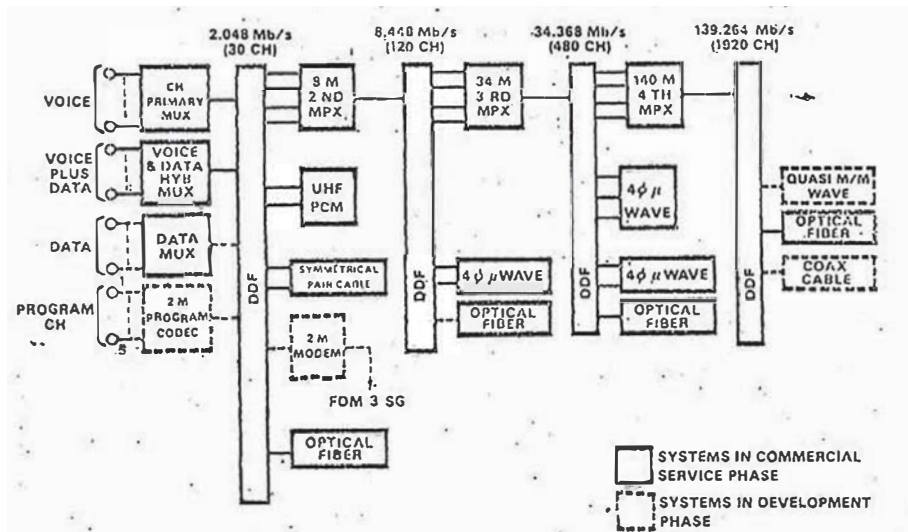 2.048 Mb/s
(30 CH)
8,448 Mb/s
(120 CH)
34.368 Mb/s
(480 CH)
139.264 Mb/s
(1920 CH)
VOICE
CH
PRIMARY
MUX
VOICE
PLUS
DATA
VOICE
& DATA
HYB
MUX
DATA
DATA
MUX
PROGRAM
CH
2 M
PROGRAM
CODEC
DDF
8 M
2 ND
MPX
UHF
PCM
SYMMETRICAL
PAIR CABLE
2 M
MODEM
FDM 3 SG
OPTICAL
FIBER
DDF
34 M
3 RD
MPX
4φ μWAVE
OPTICAL
FIBER
DDF
140 M
4 TH
MPX
4φ μ
WAVE
4φ μWAVE
OPTICAL
FIBER
DDF
QUASI M/M
WAVE
OPTICAL
FIBER
COAX
CABLE
SYSTEMS IN COMMERCIAL
SERVICE PHASE
SYSTEMS IN DEVELOPMENT
PHASE